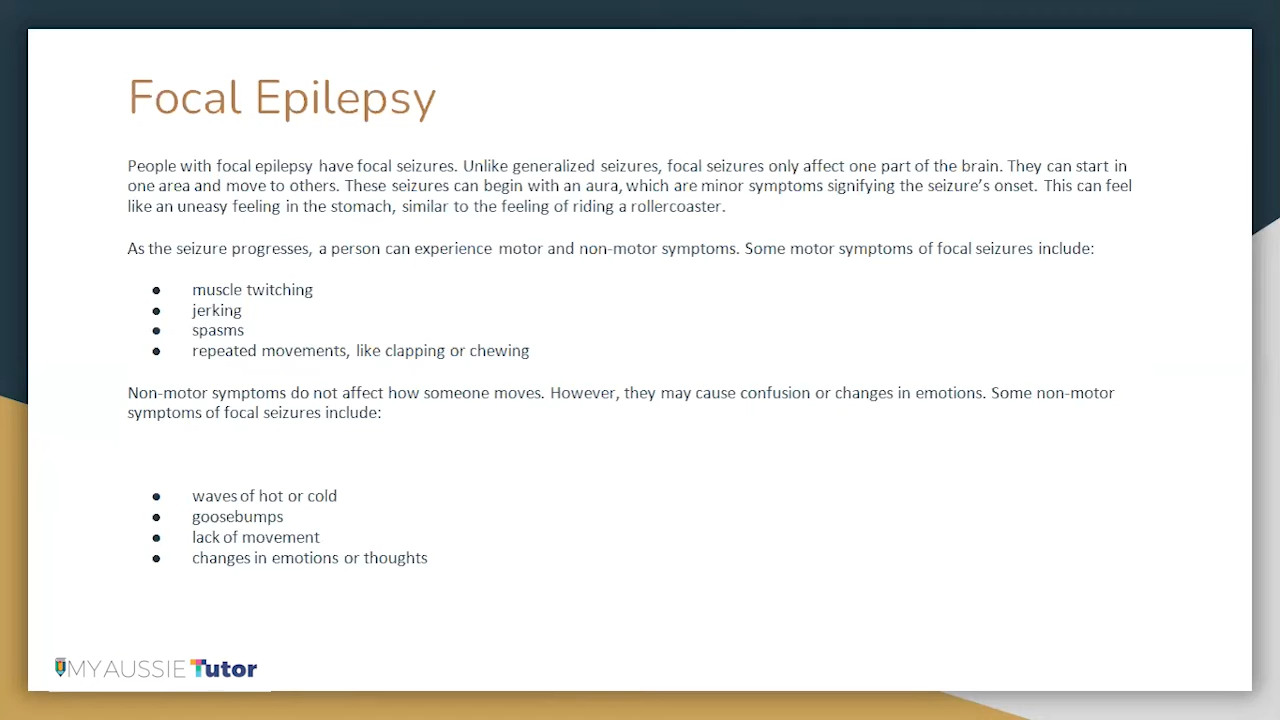 Focal Epilepsy
People with focal epilepsy have focal seizures. Unlike generalized seizures, focal seizures only affect one part of the brain. They can start in
one area and move to others. These seizures can begin with an aura, which are minor symptoms signifying the seizure’s onset. This can feel
like an uneasy feeling in the stomach, similar to the feeling of riding a rollercoaster.
As the seizure progresses, a person can experience motor and non-motor symptoms. Some motor symptoms of focal seizures include:
● muscle twitching
● jerking
● spasms
● repeated movements, like clapping or chewing
Non-motor symptoms do not affect how someone moves. However, they may cause confusion or changes in emotions. Some non-motor
symptoms of focal seizures include:
● waves of hot or cold
● goosebumps
● lack of movement
● changes in emotions or thoughts
MY AUSSIE Tutor